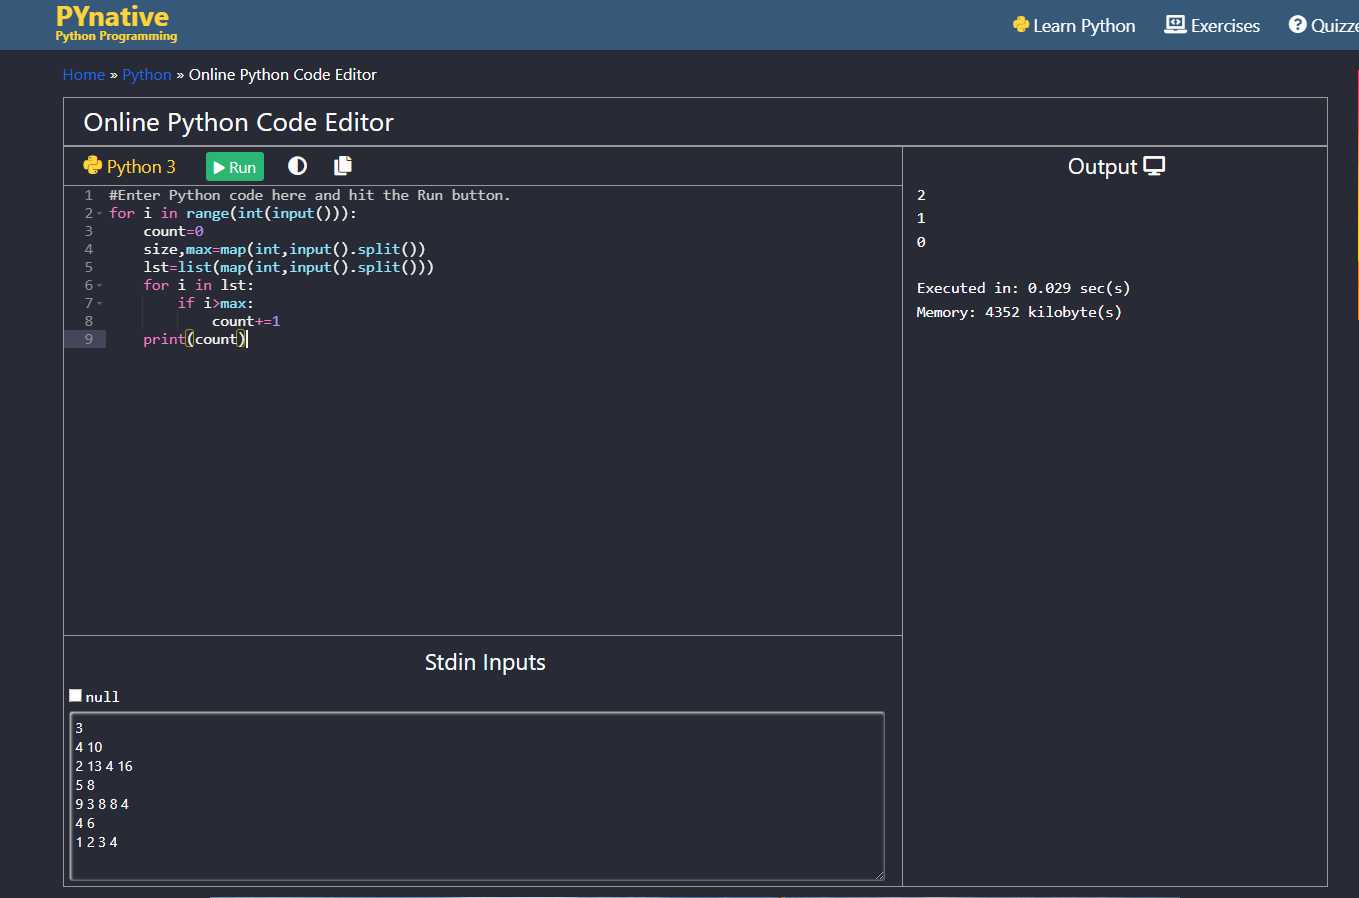 PYnative
Python Programming
Learn Python
Exercises
Quizze
Home » Python » Online Python Code Editor
Online Python Code Editor
Python 3
Run
1 #Enter Python code here and hit the Run button.
2 for i in range(int(input())):
3     count=0
4     size,max=map(int,input().split())
5     lst=list(map(int,input().split()))
6     for i in lst:
7         if i>max:
8             count+=1
9     print(count)
Stdin Inputs
null
3
4 10
2 13 4 16
5 8
9 3 8 8 4
4 6
1 2 3 4
Output
2
1
0
Executed in: 0.029 sec(s)
Memory: 4352 kilobyte(s)